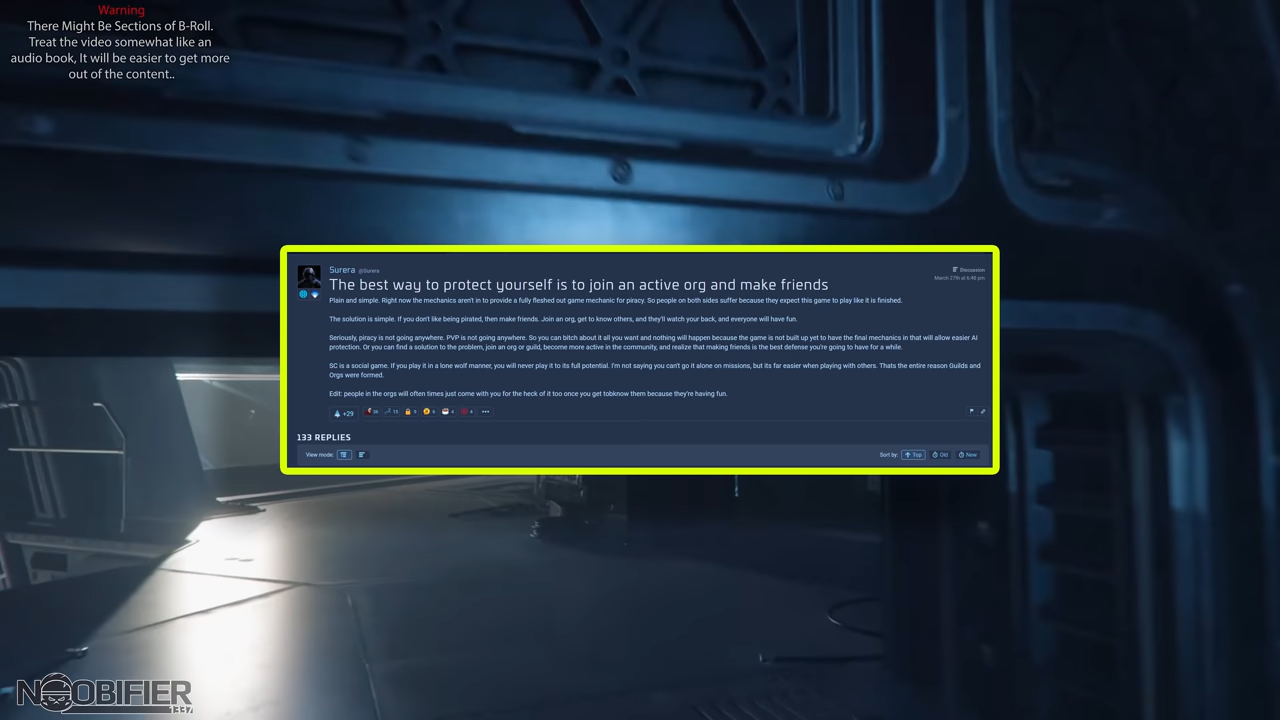 Warning
There Might Be Sections of B-Roll.
Treat the video somewhat like an
audio book, It will be easier to get more
out of the content..
Surera @Surera
Discussion
The best way to protect yourself is to join an active org and make friends
March 27th at 6:46 pm
Plain and simple. Right now the mechanics aren't in to provide a fully fleshed out game mechanic for piracy. So people on both sides suffer because they expect this game to play like it is finished.
The solution is simple. If you don't like being pirated, then make friends. Join an org, get to know others, and they'll watch your back, and everyone will have fun.
Seriously, piracy is not going anywhere. PVP is not going anywhere. So you can bitch about it all you want and nothing will happen because the game is not built up yet to have the final mechanics in that will allow easier AI
protection. Or you can find a solution to the problem, join an org or guild, become more active in the community, and realize that making friends is the best defense you're going to have for a while.
SC is a social game. If you play it in a lone wolf manner, you will never play it to its full potential. I'm not saying you can't go it alone on missions, but its far easier when playing with others. Thats the entire reason Guilds and
Orgs were formed.
Edit: people in the orgs will often times just come with you for the heck of it too once you get tobknow them because they're having fun.
+29
133 REPLIES
View mode:
Sort by: Top Old New
NOOBIFIER
1337